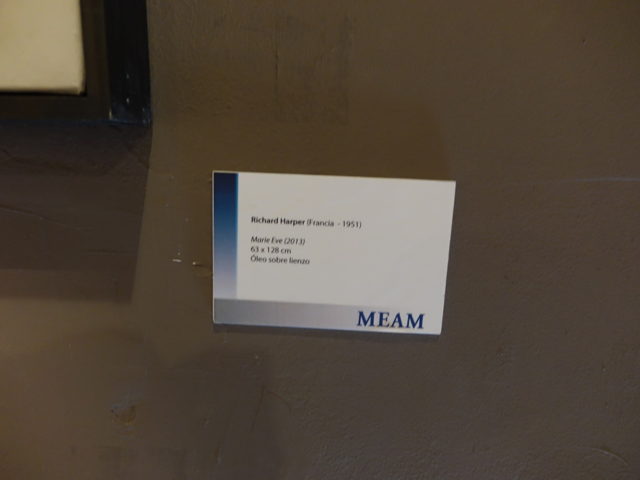 Richard Harper (Francia - 1951)
Marie Eve (2013)
63 x 128 cm
Óleo sobre lienzo
MEAM